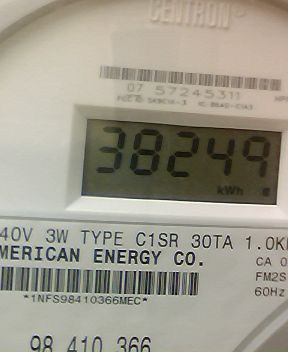 CENTRON®
07 57245311
38249
kWh
40V 3W TYPE C1SR 30TA 1.0K
MERICAN ENERGY CO.
CA 0
FM2S
*1NFS98410366MEC*
60Hz
98 410 366